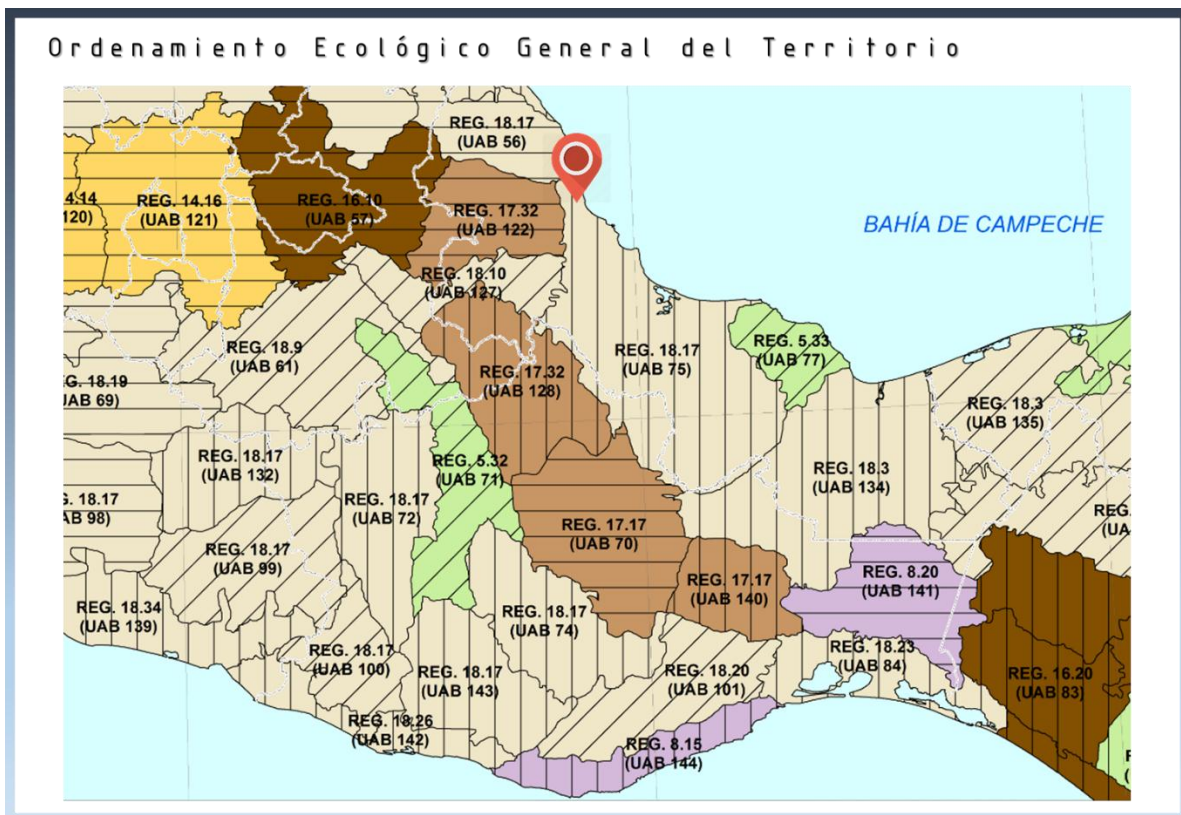 Ordenamiento Ecológico General del Territorio
REG. 18.17
(UAB 56)
4.14
120)
REG. 14.16
(UAB 121)
REG. 16.10
(UAB 57)
REG. 17.32
(UAB 122)
BAHÍA DE CAMPECHE
REG. 18.10
(UAB 127)
REG. 18.9
(UAB 61)
REG. 17.32
(UAB 128)
REG. 18.17
(UAB 75)
REG. 5.33
(UAB 77)
G. 18.19
JAB 69)
REG. 18.3
(UAB 135)
REG. 18.17
(UAB 132)
REG. 5.32
(UAB 71)
REG. 18.3
(UAB 134)
G. 18.17
AB 98)
REG. 18.17
(UAB 72)
REG. 17.17
(UAB 70)
REG.
(UA
REG. 18.17
(UAB 99)
REG. 17.17
(UAB 140)
REG. 8.20
(UAB 141)
REG. 18.34
(UAB 139)
REG. 18.17
(UAB 74)
REG. 18.17
(UAB 100)
REG. 18.17
(UAB 143)
REG. 18.20
(UAB 101)
REG. 18.23
(UAB 84)
REG. 16.20
(UAB 83)
REG. 18.26
(UAB 142)
REG. 8.15
(UAB 144)